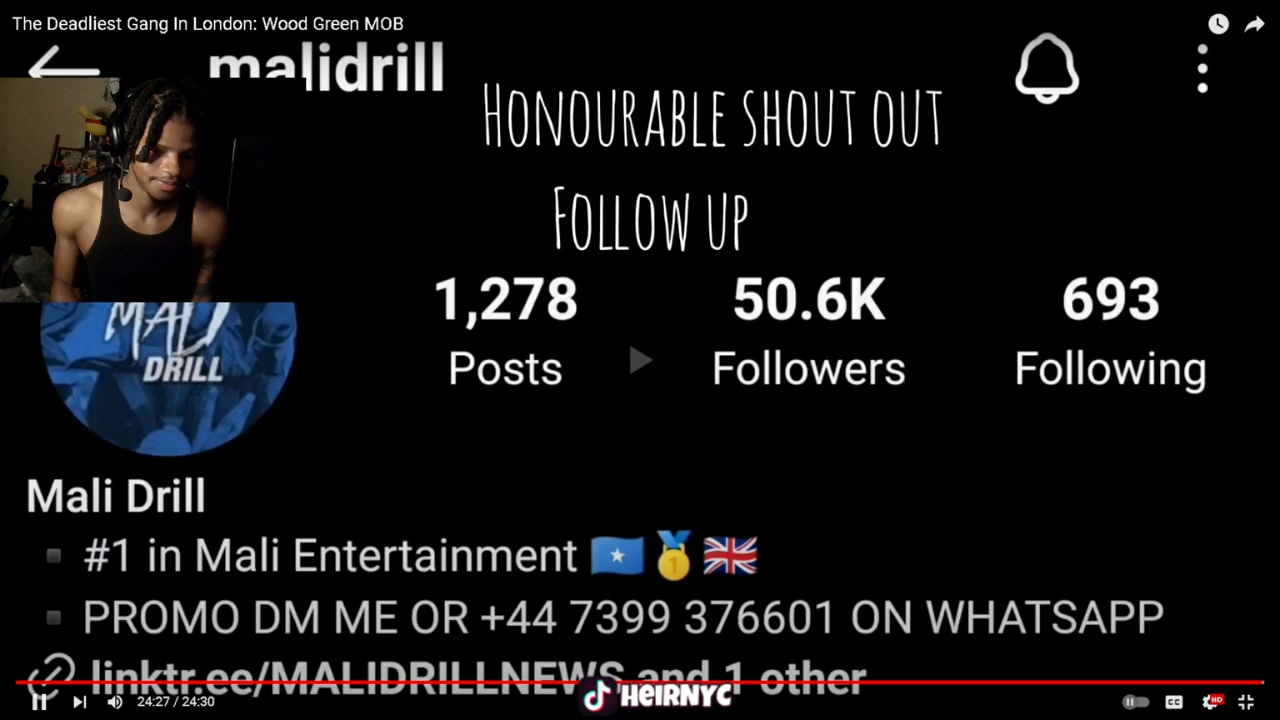 The Deadliest Gang In London: Wood Green MOB
malidrill
HONOURABLE SHOUT OUT
FOLLOW UP
1,278 50.6K 693
Posts Followers Following
MALI
DRILL
Mali Drill
#1 in Mali Entertainment 🇸🇴🥇🇬🇧
PROMO DM ME OR +44 7399 376601 ON WHATSAPP
linktr.ee/MALIDRILLNEWS and 1 other
HEIRNYC
24:27 / 24:30
CC
HD